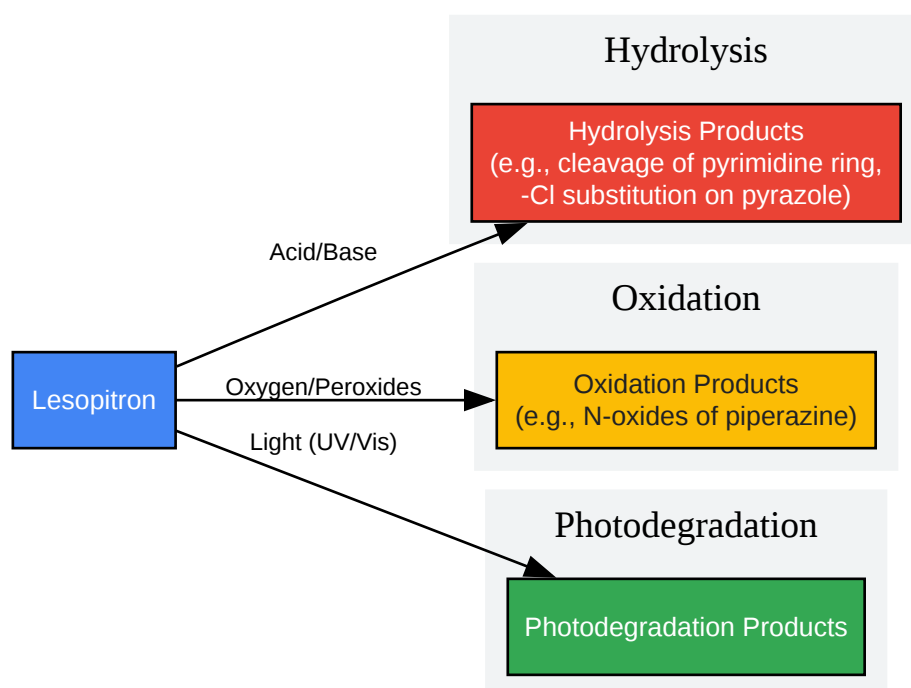 Hydrolysis
Hydrolysis Products
(e.g., cleavage of pyrimidine ring,
-Cl substitution on pyrazole)
Acid/Base
Oxidation
Lesopitron
Oxygen/Peroxides
Oxidation Products
(e.g., N-oxides of piperazine)
Light (UV/Vis)
Photodegradation
Photodegradation Products